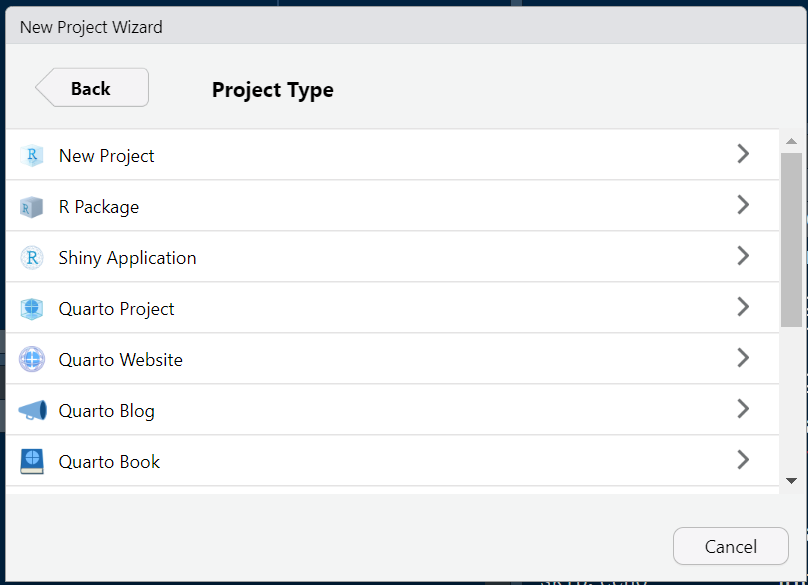 New Project Wizard
Back
Project Type
R New Project
R R Package
R Shiny Application
Quarto Project
Quarto Website
Quarto Blog
Quarto Book
Cancel